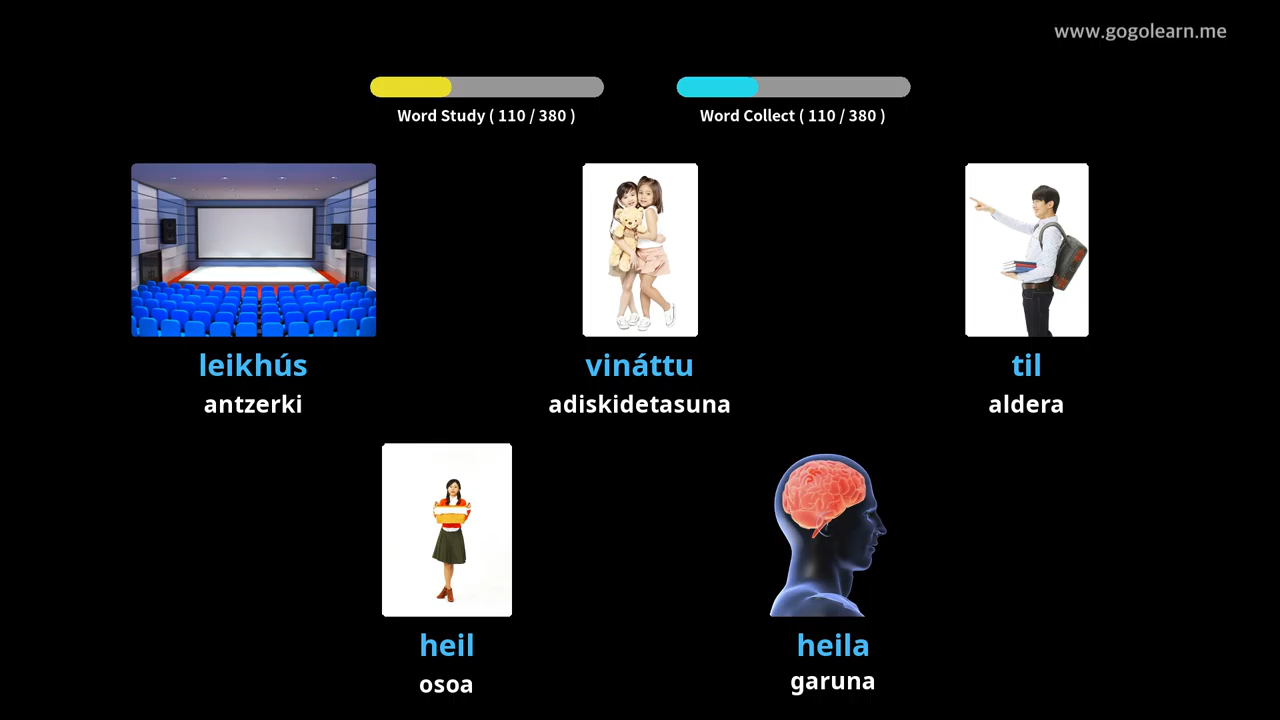 www.gogolearn.me
Word Study ( 110 / 380 )
Word Collect ( 110 / 380 )
leikhús
antzerki
vináttu
adiskidetasuna
til
aldera
heil
osoa
heila
garuna